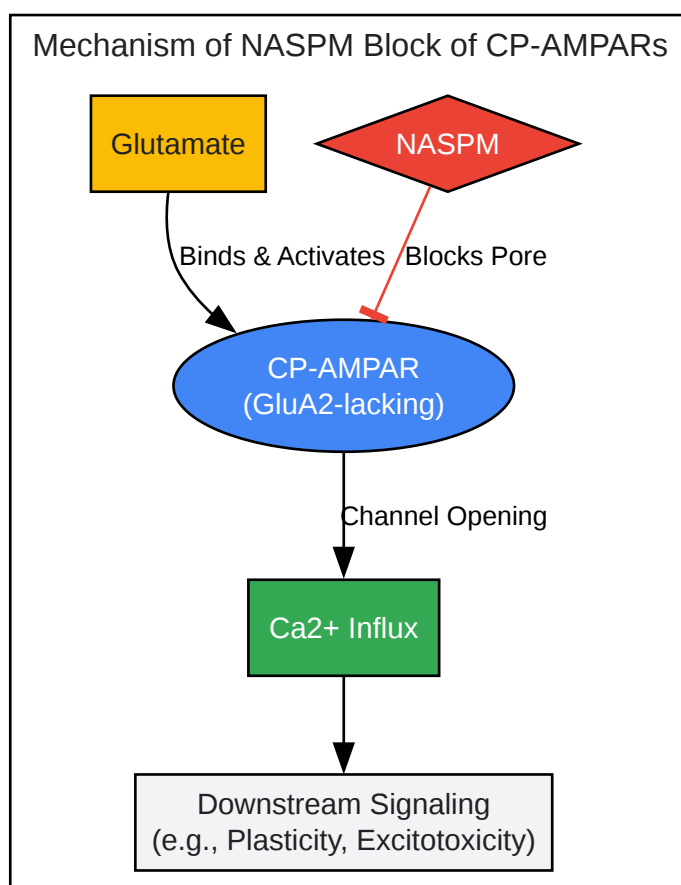 Mechanism of NASPM Block of CP-AMPARs
Glutamate
NASPM
Binds & Activates
Blocks Pore
CP-AMPAR
(GluA2-lacking)
Channel Opening
Ca2+ Influx
Downstream Signaling
(e.g., Plasticity, Excitotoxicity)